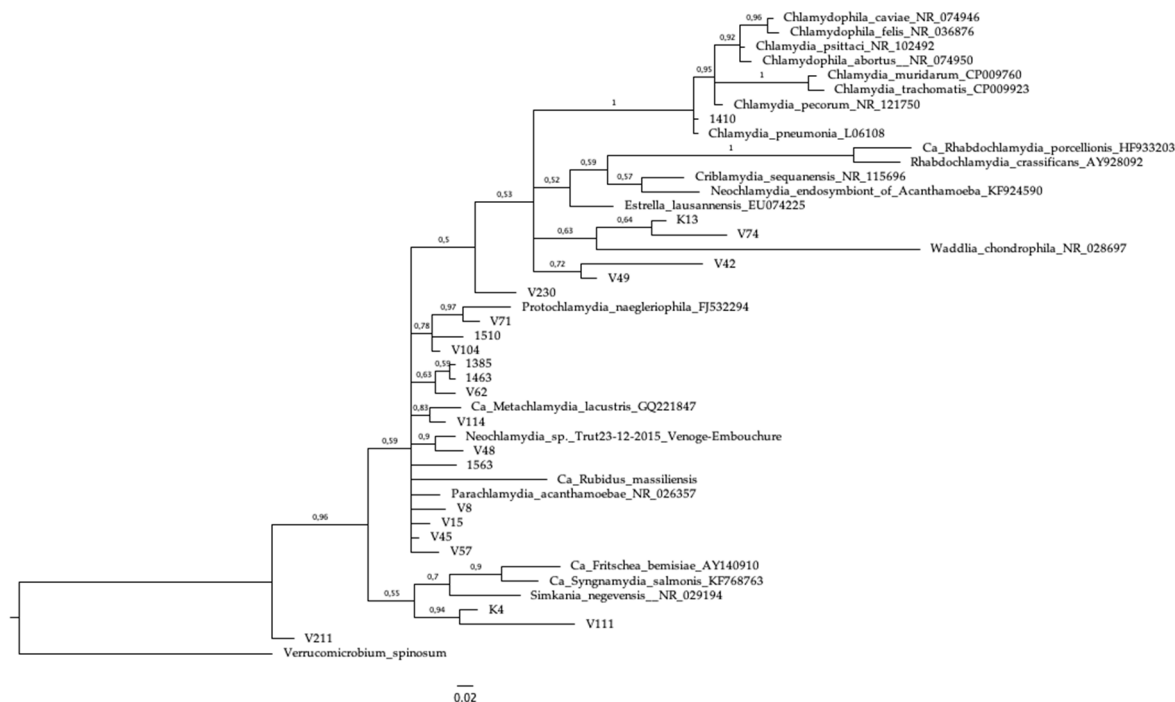 0,96
Chlamydophila_caviae_NR_074946
Chlamydophila_felis_NR_036876
0,92
Chlamydia_psittaci_NR_102492
Chlamydophila_abortus__NR_074950
0,95
1
Chlamydia_muridarum_CP009760
Chlamydia_trachomatis_CP009923
1
Chlamydia_pecorum_NR_121750
1410
Chlamydia_pneumonia_L06108
1
Ca_Rhabdochlamydia_porcellionis_HF933203
0,59
Rhabdochlamydia_crassificans_AY928092
0,52
0,57
Criblamydia_sequanensis_NR_115696
Neochlamydia_endosymbiont_of_Acanthamoeba_KF924590
0,53
Estrella_lausannensis_EU074225
0,64
K13
0,63
V74
Waddlia_chondrophila_NR_028697
0,5
0,72
V42
V49
V230
0,97
Protochlamydia_naegleriophila_FJ532294
V71
0,78
1510
V104
0,59
1385
0,63
1463
V62
0,83
Ca_Metachlamydia_lacustris_GQ221847
V114
0,9
Neochlamydia_sp._Trut23-12-2015_Venoge-Embouchure
0,59
V48
1563
Ca_Rubidus_massiliensis
Parachlamydia_acanthamoebae_NR_026357
V8
0,96
V15
V45
V57
0,9
Ca_Fritschea_bemisiae_AY140910
0,7
Ca_Syngnamydia_salmonis_KF768763
0,55
Simkania_negevensis__NR_029194
0,94
K4
V111
V211
Verrucomicrobium_spinosum
0.02